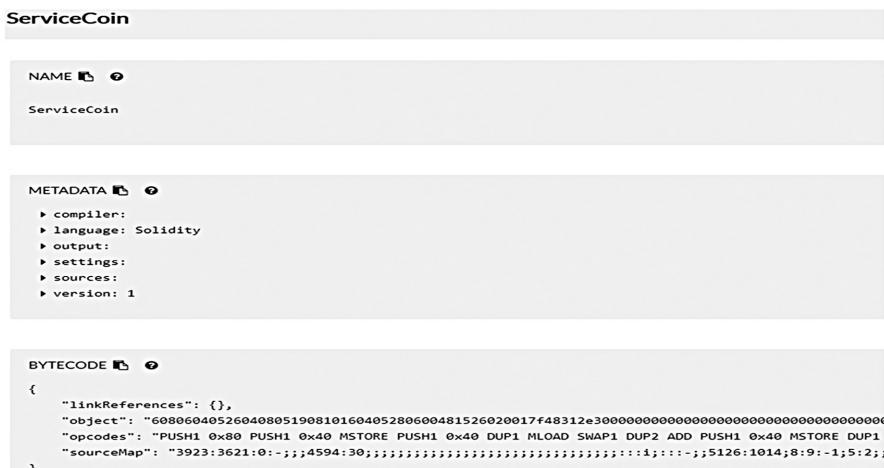 ServiceCoin
NAME
ServiceCoin
METADATA
compiler:
language: Solidity
output:
settings:
sources:
version: 1
BYTECODE
{
"linkReferences": {},
"object": "60806040526040805190810160405280600481526020017f48312e3000000000000000000000000000000000000
"opcodes": "PUSH1 0x80 PUSH1 0x40 MSTORE PUSH1 0x40 DUP1 MLOAD SWAP1 DUP2 ADD PUSH1 0x40 MSTORE DUP1
"sourceMap": "3923:3621:0:-;;;4594:30;;;;;;;;;;;;;;;;;;;;;;;;;;;;;;;:::i;:::-;;5126:1014;8:9:-1;5:2;;
}